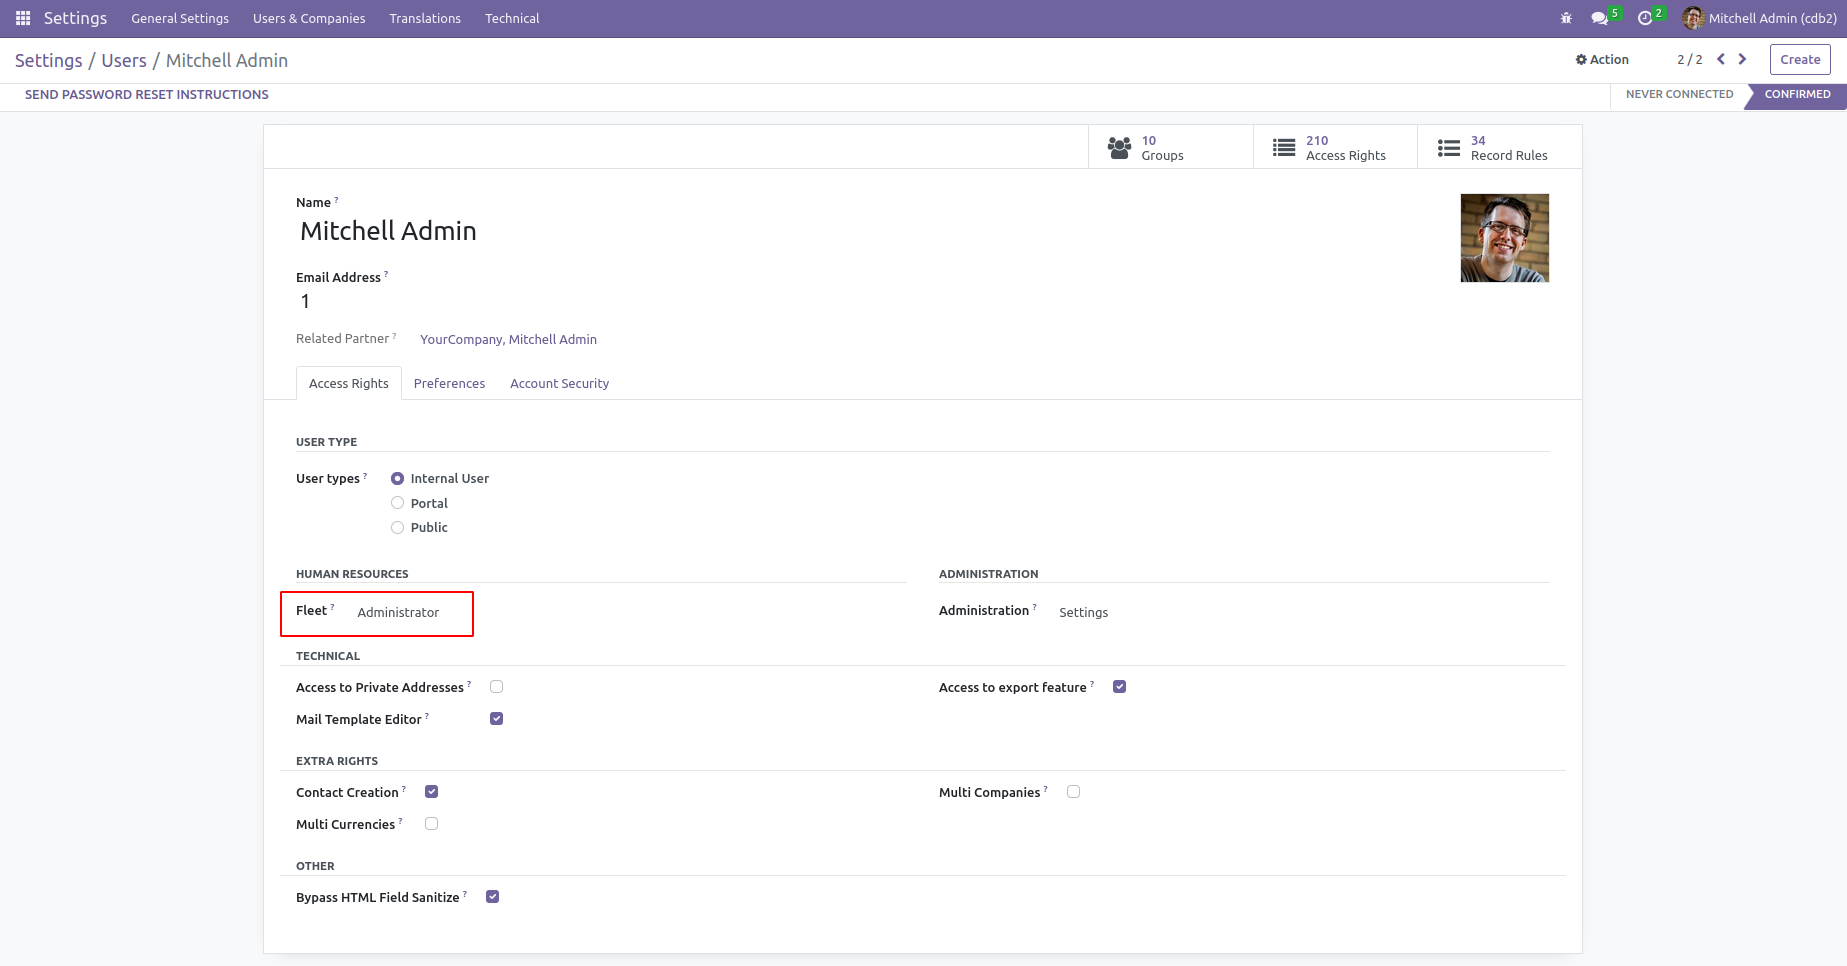 Settings General Settings Users & Companies Translations Technical 5 2 Mitchell Admin (cdb2)
Settings / Users / Mitchell Admin Action 2 / 2 Create
SEND PASSWORD RESET INSTRUCTIONS NEVER CONNECTED CONFIRMED
10 Groups
210 Access Rights
34 Record Rules
Name ?
Mitchell Admin
Email Address ?
1
Related Partner ? YourCompany, Mitchell Admin
Access Rights Preferences Account Security
USER TYPE
User types ? Internal User
Portal
Public
HUMAN RESOURCES ADMINISTRATION
Fleet ? Administrator Administration ? Settings
TECHNICAL
Access to Private Addresses ? Access to export feature ?
Mail Template Editor ?
EXTRA RIGHTS
Contact Creation ? Multi Companies ?
Multi Currencies ?
OTHER
Bypass HTML Field Sanitize ?